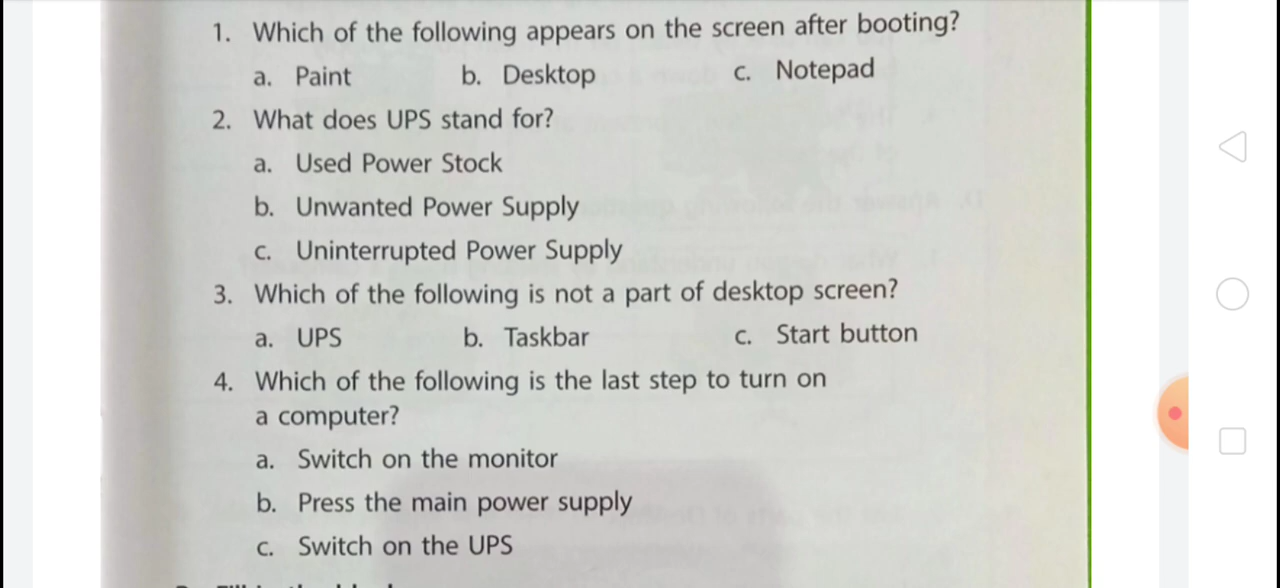 1. Which of the following appears on the screen after booting?
a. Paint b. Desktop c. Notepad
2. What does UPS stand for?
a. Used Power Stock
b. Unwanted Power Supply
c. Uninterrupted Power Supply
3. Which of the following is not a part of desktop screen?
a. UPS b. Taskbar c. Start button
4. Which of the following is the last step to turn on
a computer?
a. Switch on the monitor
b. Press the main power supply
c. Switch on the UPS